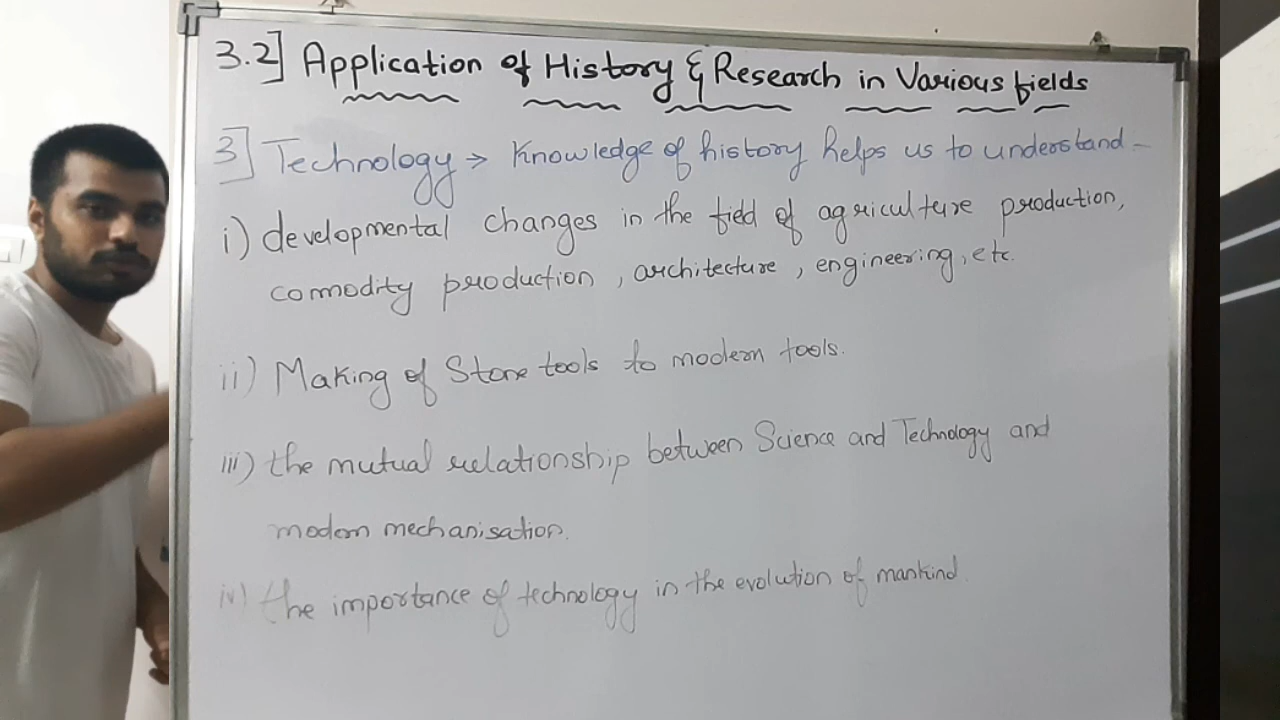 3.2] Application of History & Research in Various fields
3] Technology → Knowledge of history helps us to understand -
i) developmental changes in the field of agriculture production,
commodity production, architecture, engineering, etc.
ii) Making of Stone tools to modern tools.
iii) the mutual relationship between Science and Technology and
modern mechanisation.
iv) the importance of technology in the evolution of mankind.